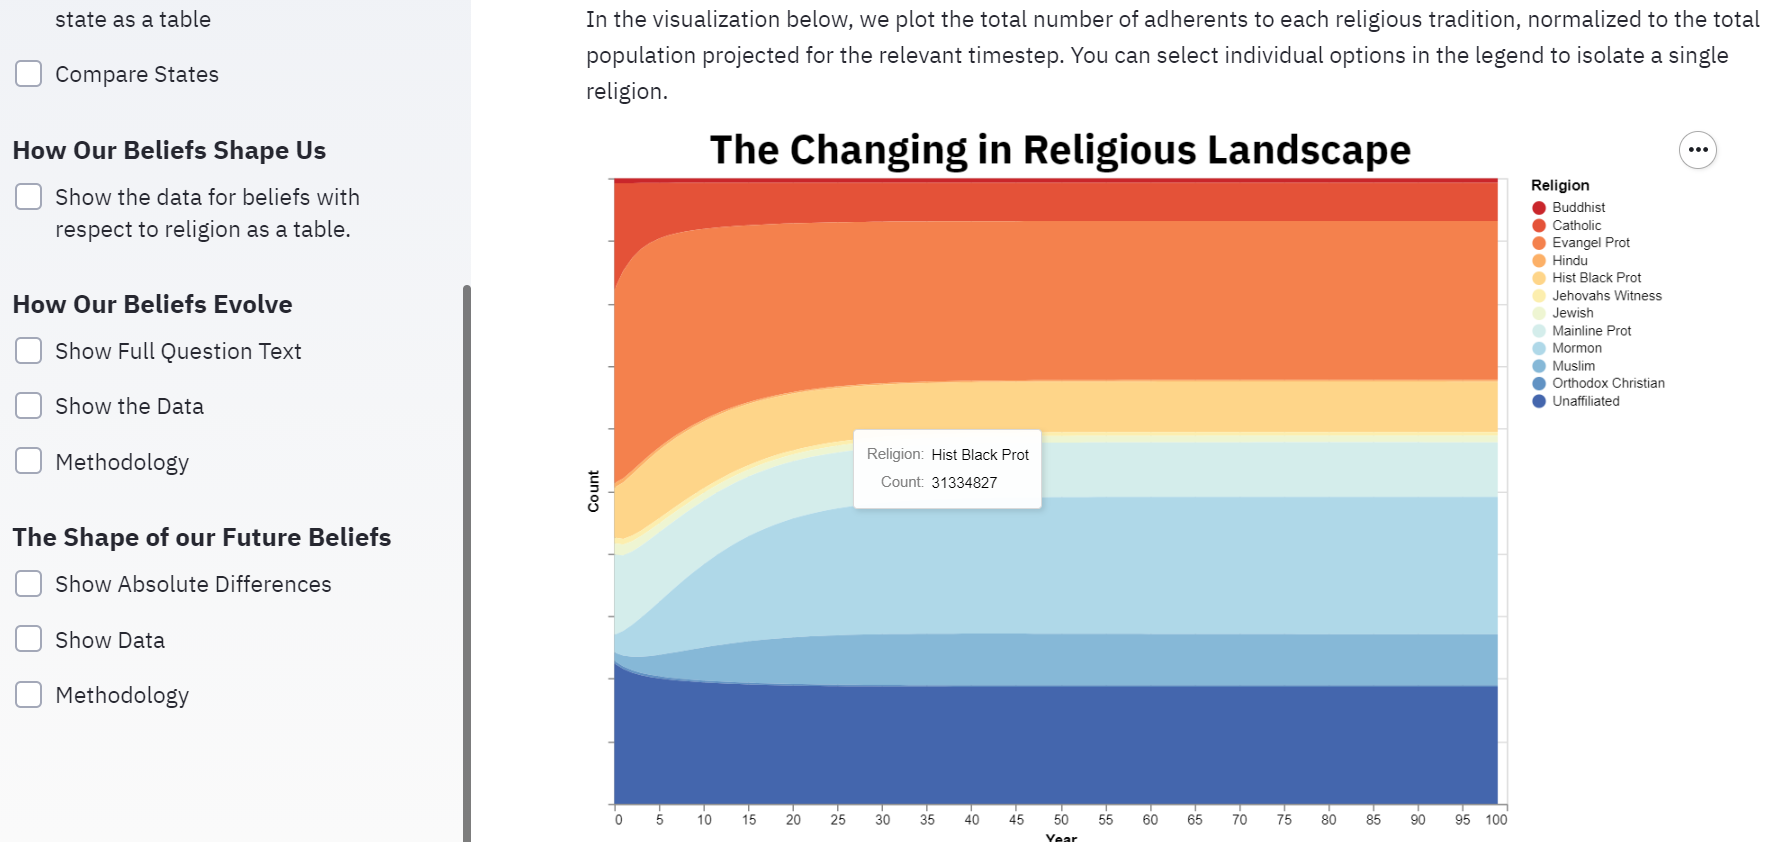 state as a table
Compare States
How Our Beliefs Shape Us
Show the data for beliefs with
respect to religion as a table.
How Our Beliefs Evolve
Show Full Question Text
Show the Data
Methodology
The Shape of our Future Beliefs
Show Absolute Differences
Show Data
Methodology
In the visualization below, we plot the total number of adherents to each religious tradition, normalized to the total
population projected for the relevant timestep. You can select individual options in the legend to isolate a single
religion.
The Changing in Religious Landscape
Religion
Buddhist
Catholic
Evangel Prot
Hindu
Hist Black Prot
Jehovahs Witness
Jewish
Mainline Prot
Mormon
Muslim
Orthodox Christian
Unaffiliated
Count
Religion: Hist Black Prot
Count: 31334827
0 5 10 15 20 25 30 35 40 45 50 55 60 65 70 75 80 85 90 95 100
Year